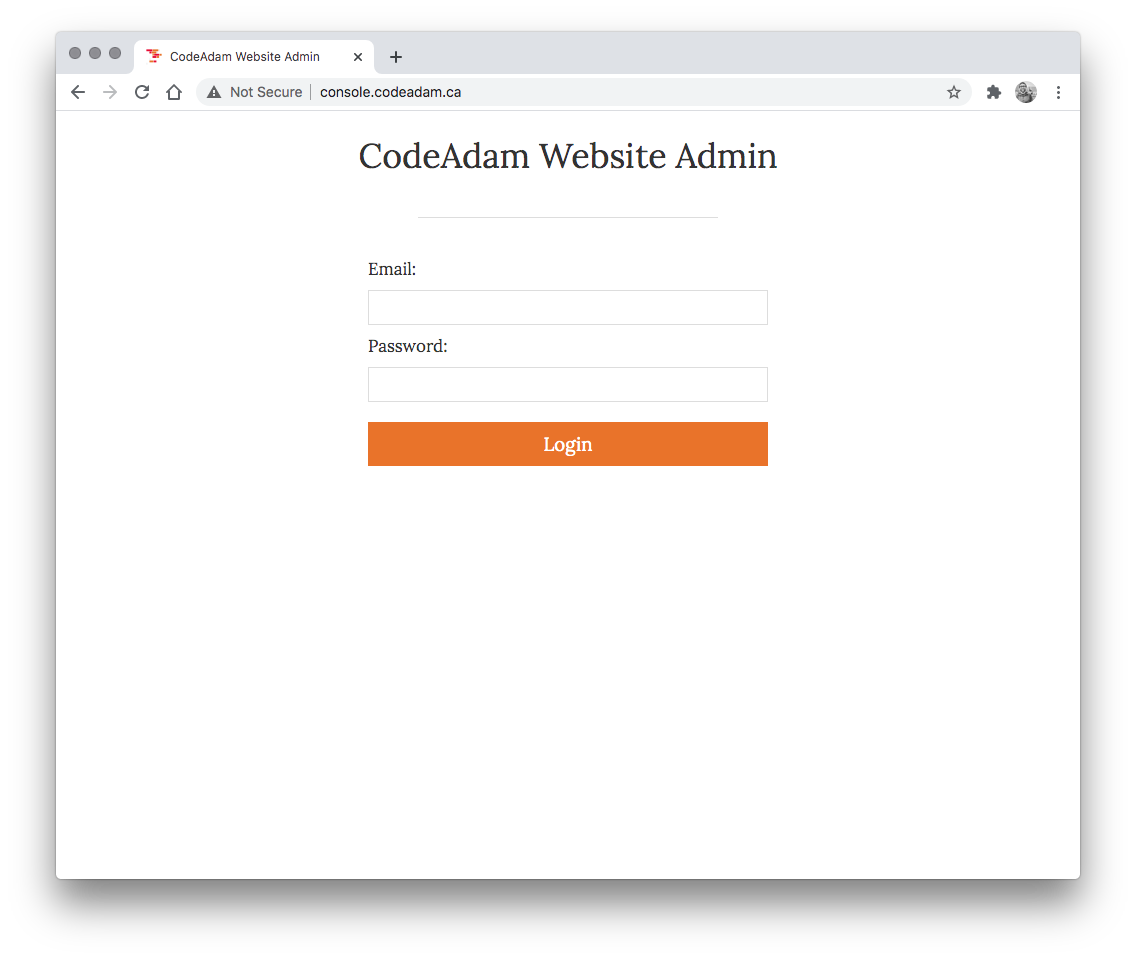 CodeAdam Website Admin
Not Secure | console.codeadam.ca
CodeAdam Website Admin
Email:
Password:
Login